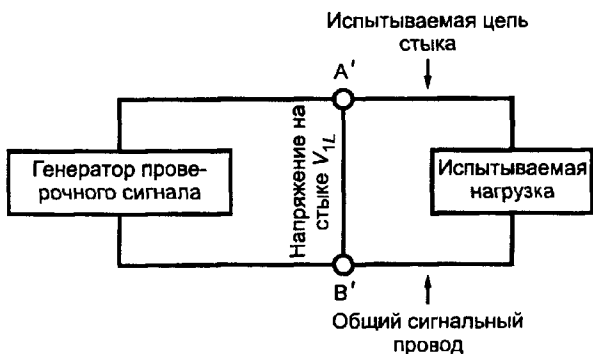 Испытываемая цепь
стыка
A'
Генератор прове-
рочного сигнала
Напряжение на
стыке V1L
Испытываемая
нагрузка
B'
Общий сигнальный
провод